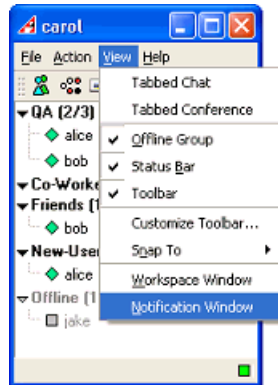 carol
File Action View Help
QA (2/3)
alice
bob
Co-Worke
Friends (1
bob
New-User
alice
Offline (1
jake
Tabbed Chat
Tabbed Conference
Offline Group
Status Bar
Toolbar
Customize Toolbar...
Snap To
Workspace Window
Notification Window